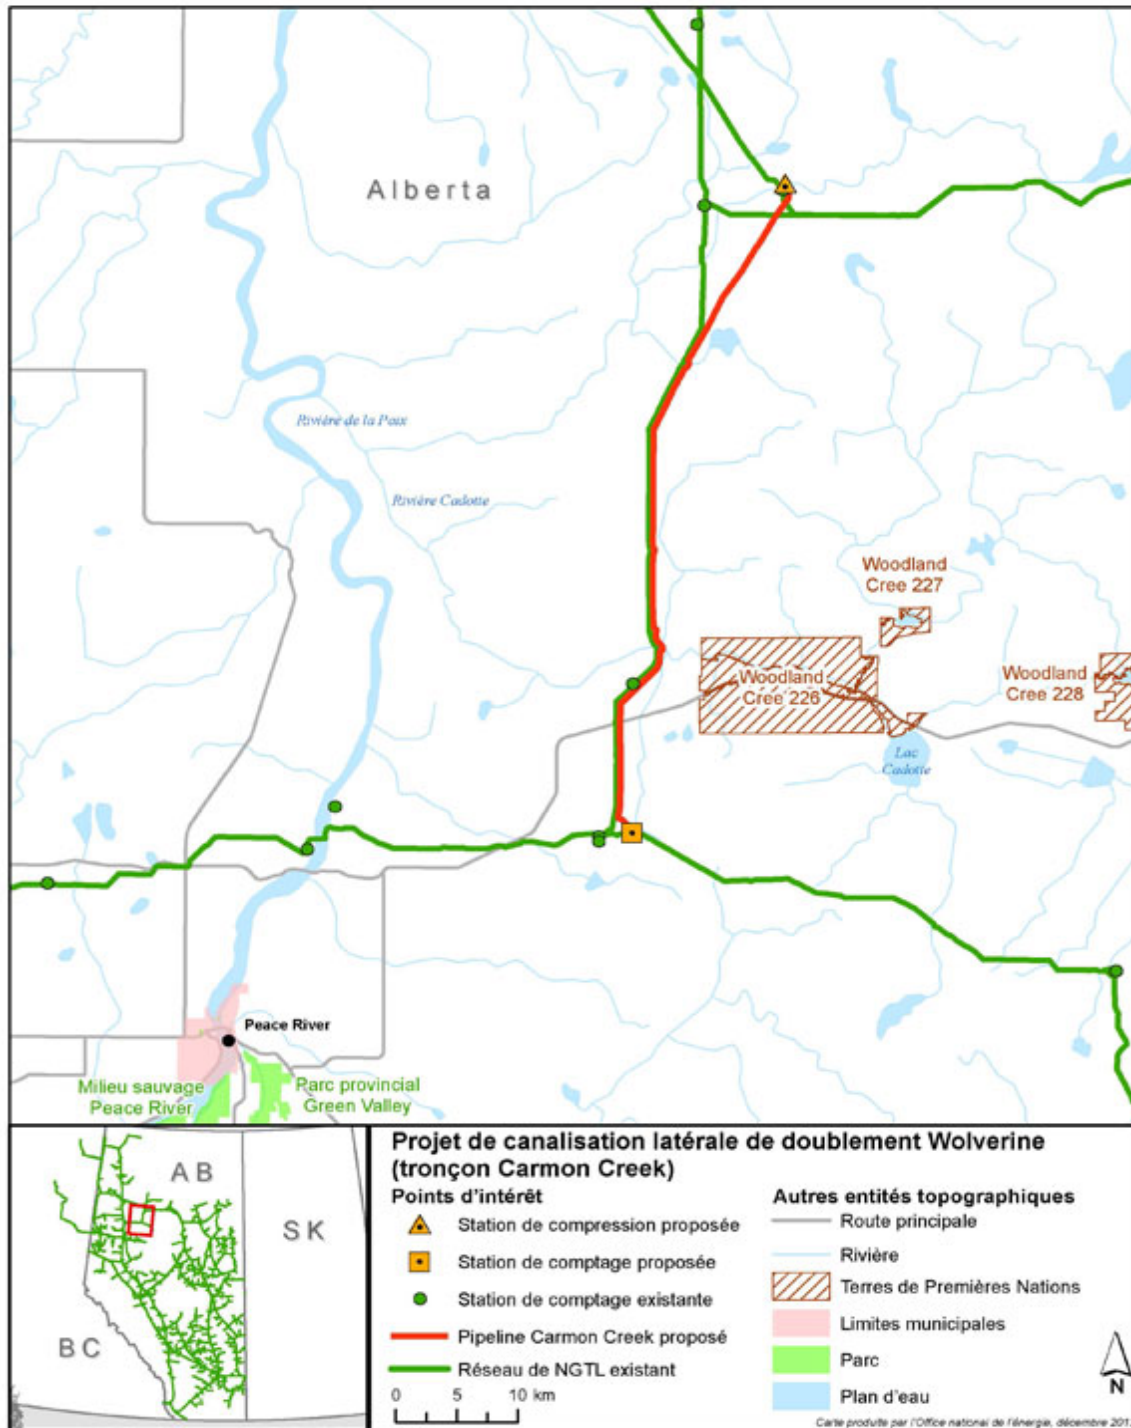 Alberta
Rivière de la Paix
Rivière Cadotte
Woodland
Cree 227
Woodland
Cree 226
Woodland
Cree 228
Lac
Cadotte
Peace River
Milieu sauvage
Peace River
Parc provincial
Green Valley
AB
SK
BC
Projet de canalisation latérale de doublement Wolverine
(tronçon Carmon Creek)
Points d'intérêt
Station de compression proposée
Station de comptage proposée
Station de comptage existante
Pipeline Carmon Creek proposé
Réseau de NGTL existant
0 5 10 km
Autres entités topographiques
Route principale
Rivière
Terres de Premières Nations
Limites municipales
Parc
Plan d'eau
N
Carte produite par l'Office national de l'énergie, décembre